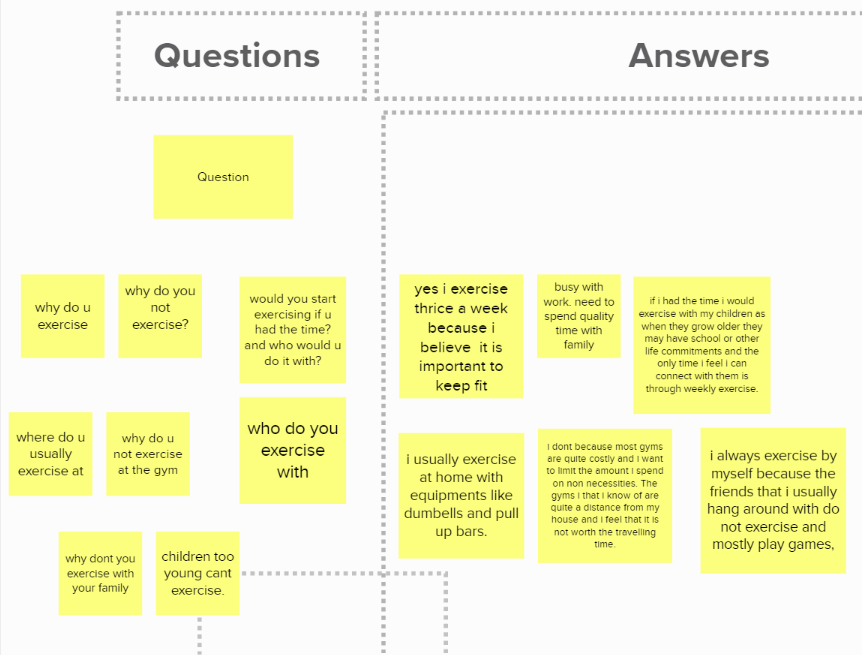 Questions
Answers
Question
why do u
exercise
why do you
not
exercise?
would you start
exercising if u
had the time?
and who would u
do it with?
yes i exercise
thrice a week
because i
believe it is
important to
keep fit
busy with
work. need to
spend quality
time with
family
if i had the time i would
exercise with my children as
when they grow older they
may have school or other
life commitments and the
only time i feel i can
connect with them is
through weekly exercise.
where do u
usually
exercise at
why do u
not exercise
at the gym
who do you
exercise
with
i usually exercise
at home with
equipments like
dumbells and pull
up bars.
i dont because most gyms
are quite costly and i want
to limit the amount i spend
on non necessities. The
gyms i that i know of are
quite a distance from my
house and i feel that it is
not worth the travelling
time.
i always exercise by
myself because the
friends that i usually
hang around with do
not exercise and
mostly play games,
why dont you
exercise with
your family
children too
young cant
exercise.